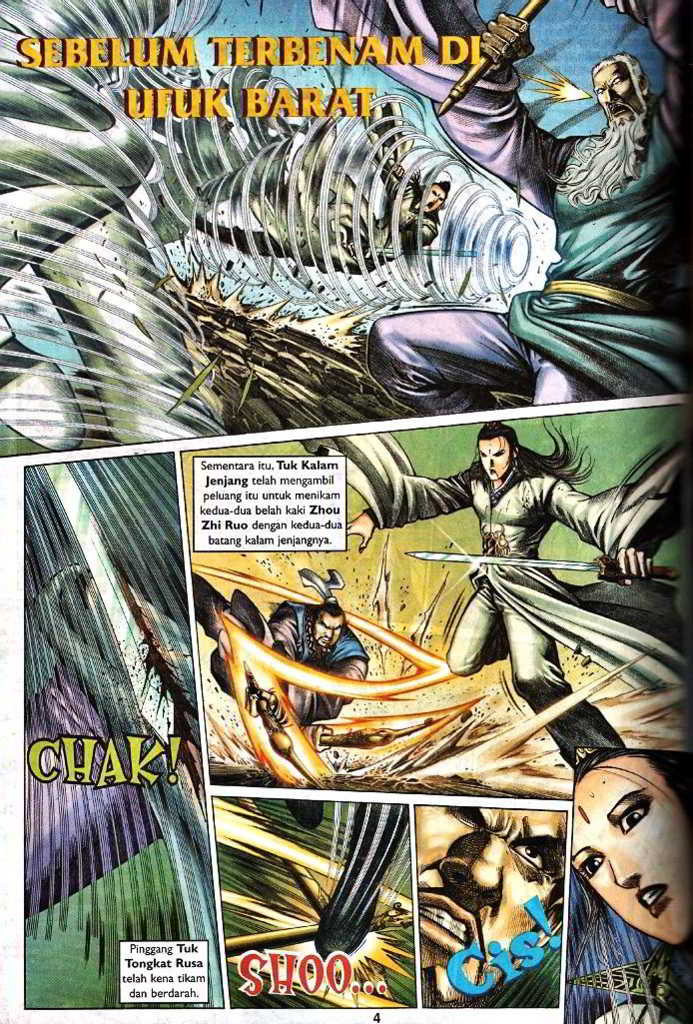 SEBELUM TERBENAM DI
UFUK BARAT
Sementara itu, Tuk Kalam
Jenjang telah mengambil
peluang itu untuk menikam
kedua-dua belah kaki Zhou
Zhi Ruo dengan kedua-dua
batang kalam jenjangnya.
CHAK!
Pinggang Tuk
Tongkat Rusa
telah kena tikam
dan berdarah.
SHOO...
Cis!
4